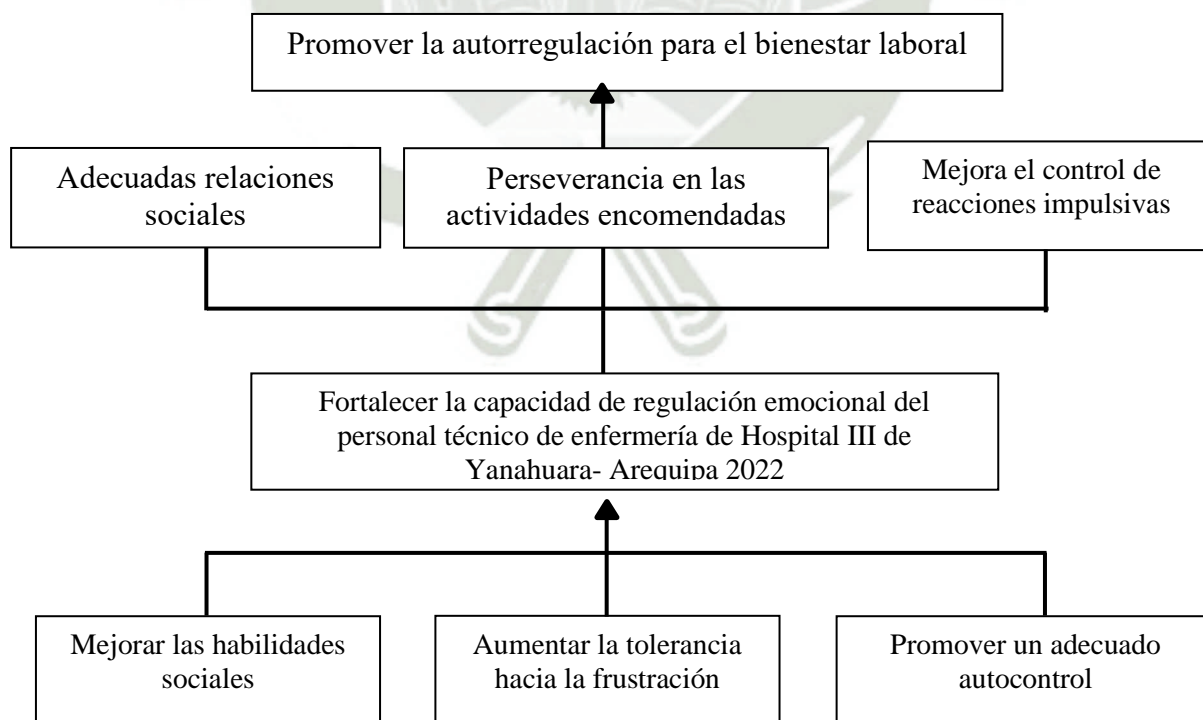 Promover la autorregulación para el bienestar laboral
Adecuadas relaciones
sociales
Perseverancia en las
actividades encomendadas
Mejora el control de
reacciones impulsivas
Fortalecer la capacidad de regulación emocional del
personal técnico de enfermería de Hospital III de
Yanahuara- Arequipa 2022
Mejorar las habilidades
sociales
Aumentar la tolerancia
hacia la frustración
Promover un adecuado
autocontrol